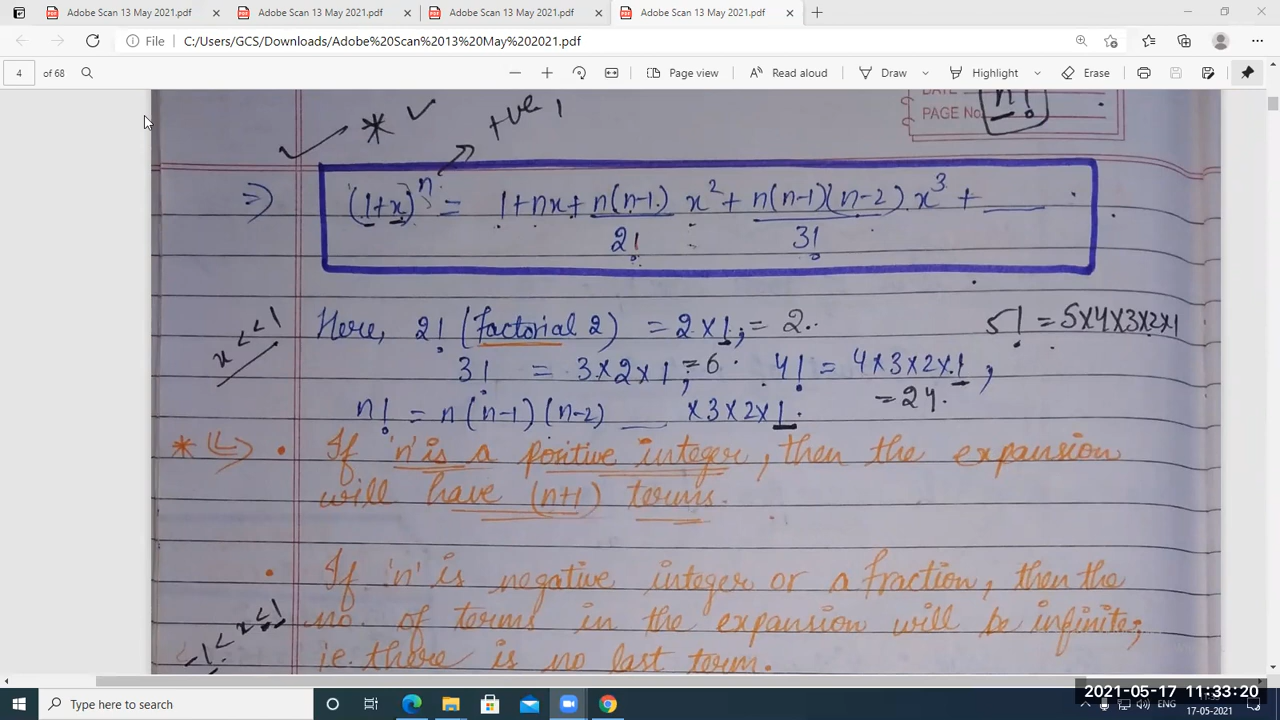 Adobe Scan 13 May 2021.pdf
Adobe Scan 13 May 2021.pdf
Adobe Scan 13 May 2021.pdf
Adobe Scan 13 May 2021.pdf
File C:/Users/GCS/Downloads/Adobe%20Scan%2013%20May%202021.pdf
4 of 68 Page view Read aloud Draw Highlight Erase
PAGE No. n!
* ✓ +ve 1
⇒ (1+x)^n = 1+nx+ n(n-1)/2! x² + n(n-1)(n-2)/3! x³ + __
x << 1
Here, 2! (factorial 2) = 2×1; = 2. 5! = 5×4×3×2×1
3! = 3×2×1; = 6. 4! = 4×3×2×1 ;
= 24.
n! = n(n-1)(n-2) __ ×3×2×1.
* • If 'n' is a positive integer, then the expansion
will have (n+1) terms.
• If 'n' is negative integer or a fraction, then the
no. of terms in the expansion will be infinite,
-1 < x < 1
i.e. there is no last term.
Type here to search
2021-05-17 11:33:20
ENG
17-05-2021